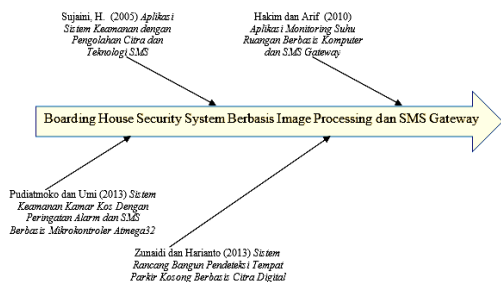 Sujaini, H. (2005) Aplikasi
Sistem Keamanan dengan
Pengolahan Citra dan
Teknologi SMS
Hakim dan Arif (2010)
Aplikasi Monitoring Suhu
Ruangan Berbasis Komputer
dan SMS Gateway
Boarding House Security System Berbasis Image Processing dan SMS Gateway
Pudiatmoko dan Umi (2013) Sistem
Keamanan Kamar Kos Dengan
Peringatan Alarm dan SMS
Berbasis Mikrokontroler Atmega32
Zunaidi dan Harianto (2013) Sistem
Rancang Bangun Pendeteksi Tempat
Parkir Kosong Berbasis Citra Digital